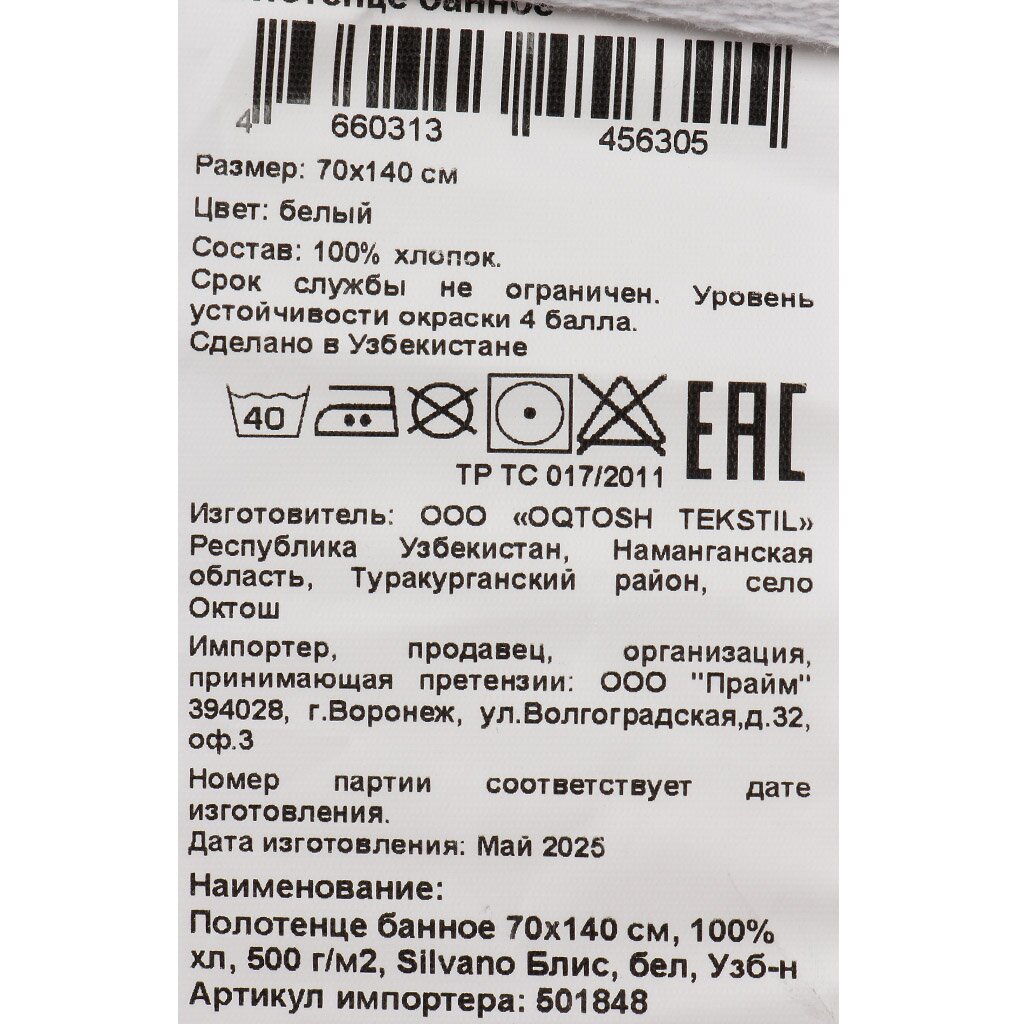 полотенце банное
4 660313 456305
Размер: 70х140 см
Цвет: белый
Состав: 100% хлопок.
Срок службы не ограничен. Уровень
устойчивости окраски 4 балла.
Сделано в Узбекистане
40
EAC
ТР ТС 017/2011
Изготовитель: ООО «OQTOSH TEKSTIL»
Республика Узбекистан, Наманганская
область, Туракурганский район, село
Октош
Импортер, продавец, организация,
принимающая претензии: ООО "Прайм"
394028, г.Воронеж, ул.Волгоградская,д.32,
оф.3
Номер партии соответствует дате
изготовления.
Дата изготовления: Май 2025
Наименование:
Полотенце банное 70х140 см, 100%
хл, 500 г/м2, Silvano Блис, бел, Узб-н
Артикул импортера: 501848